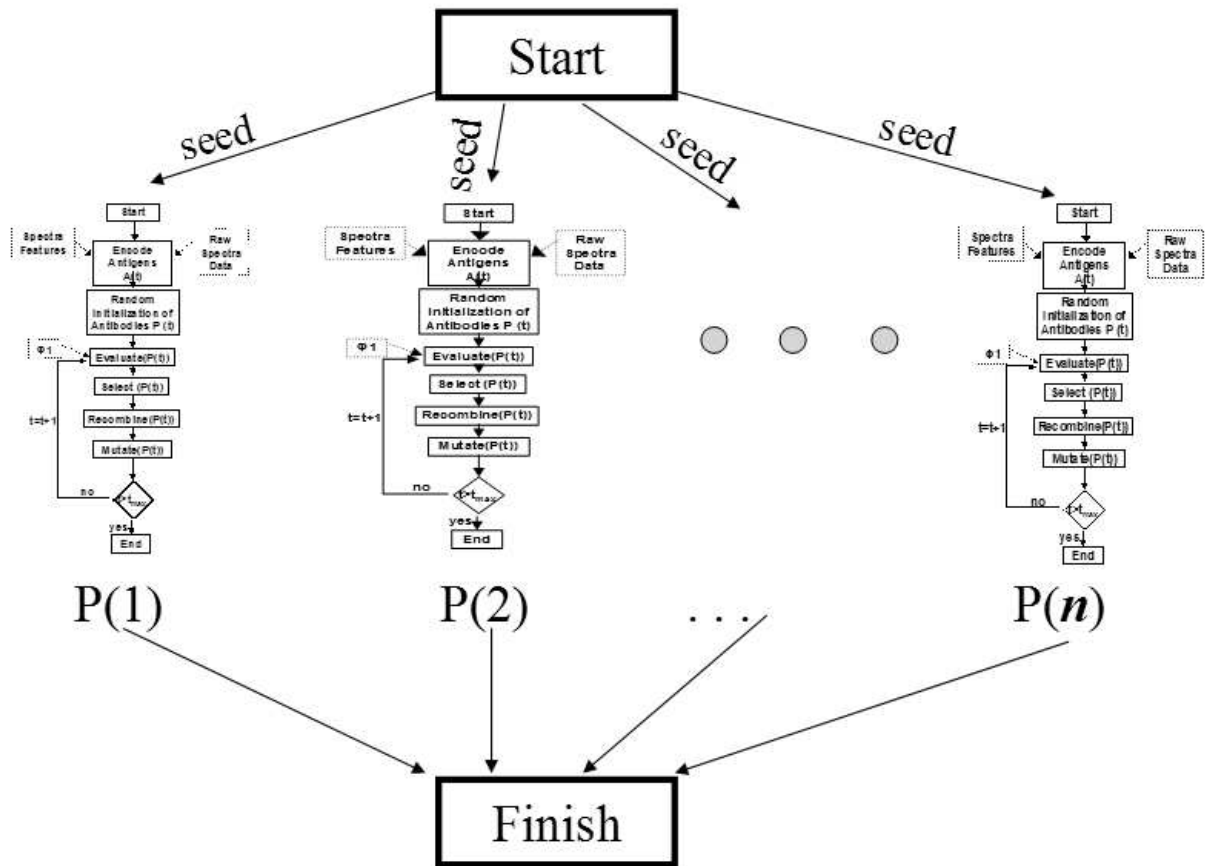 Start
seed
seed
seed
seed
Start
Spectra
Features
Encode
Antigens
A(t)
Raw
Spectra
Data
Random
Initialization of
Antibodies P (t)
Φ1
Evaluate(P(t))
Select (P(t))
t=t+1
Recombine(P(t))
Mutate(P(t))
no
t>tmax
yes
End
P(1)
Start
Spectra
Features
Encode
Antigens
A(t)
Raw
Spectra
Data
Random
Initialization of
Antibodies P (t)
Φ1
Evaluate(P(t))
Select (P(t))
t=t+1
Recombine(P(t))
Mutate(P(t))
no
t>tmax
yes
End
P(2)
. . .
Start
Spectra
Features
Encode
Antigens
A(t)
Raw
Spectra
Data
Random
Initialization of
Antibodies P (t)
Φ1
Evaluate(P(t))
Select (P(t))
t=t+1
Recombine(P(t))
Mutate(P(t))
no
t>tmax
yes
End
P(n)
Finish